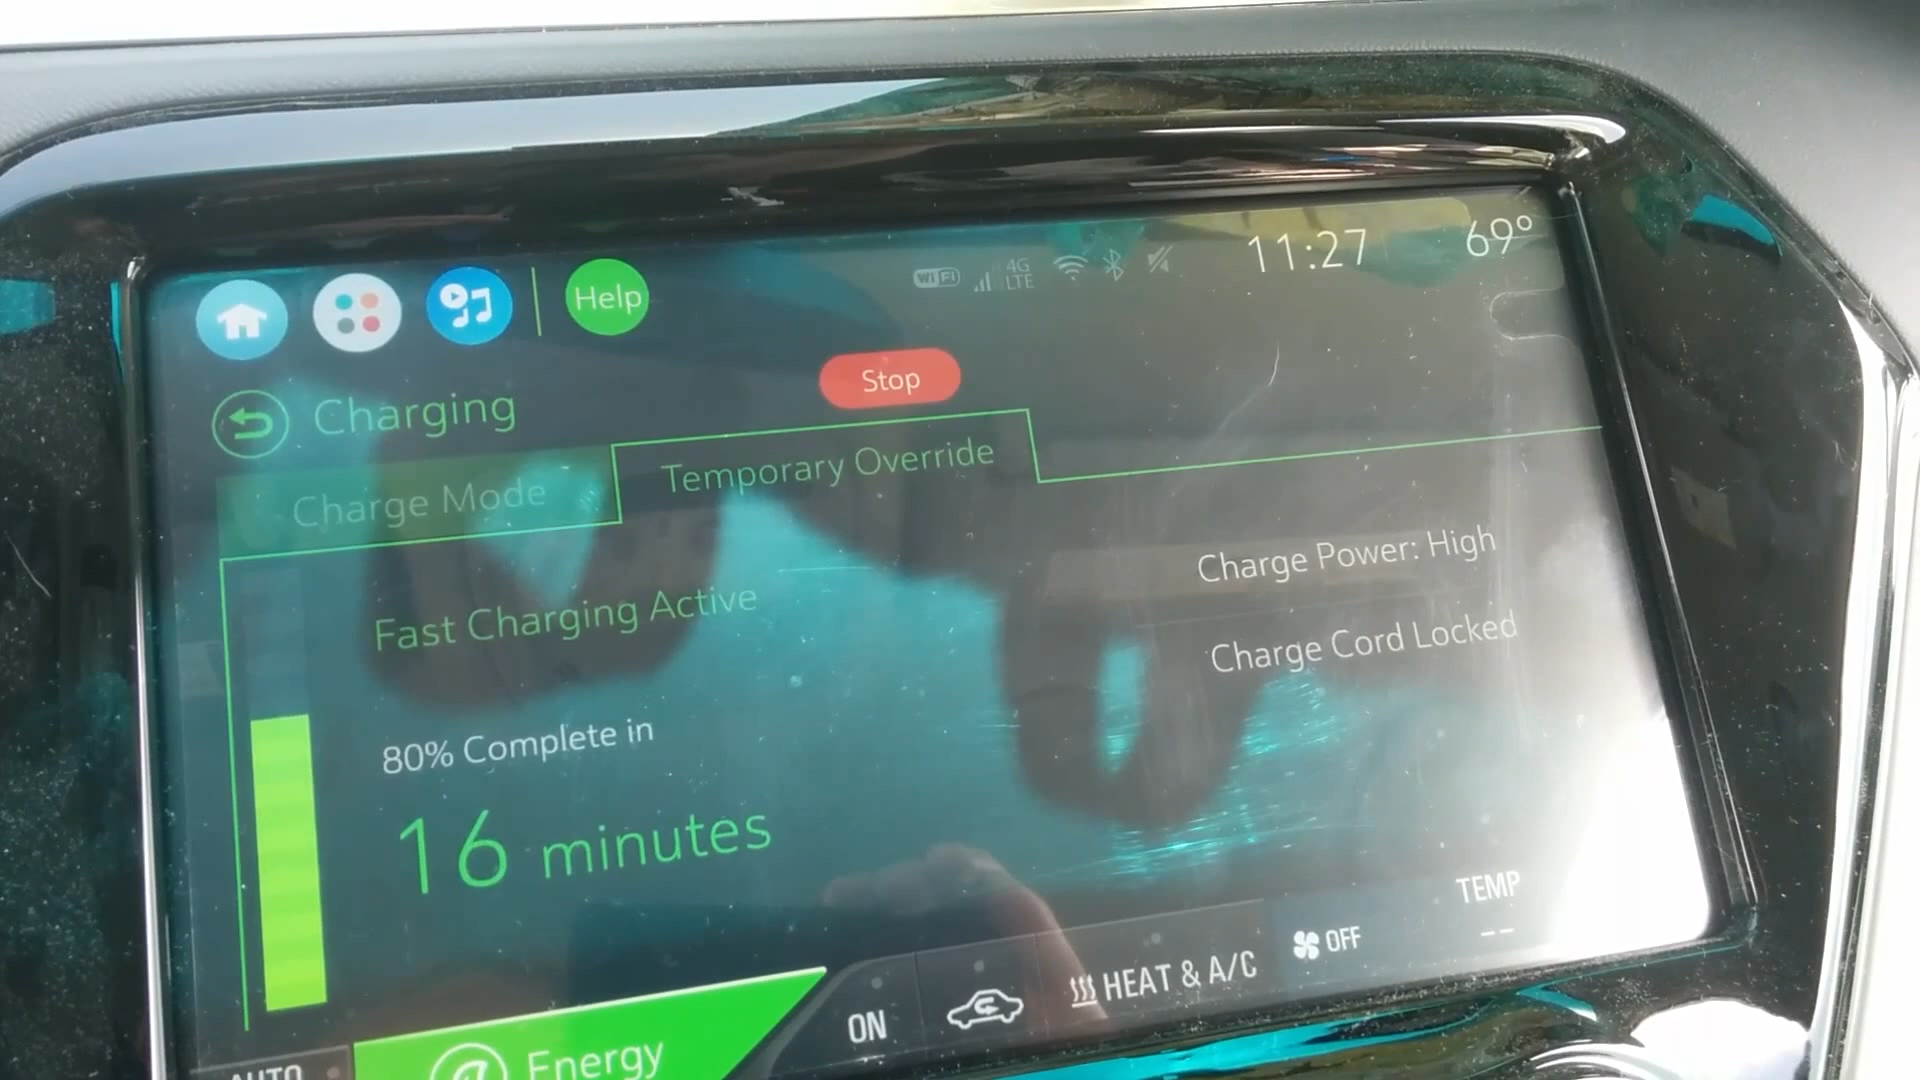 Help
WiFi
4G
LTE
11:27
69°
Charging
Stop
Charge Mode
Temporary Override
Fast Charging Active
Charge Power: High
Charge Cord Locked
80% Complete in
16 minutes
TEMP
--
AUTO
Energy
ON
HEAT & A/C
OFF